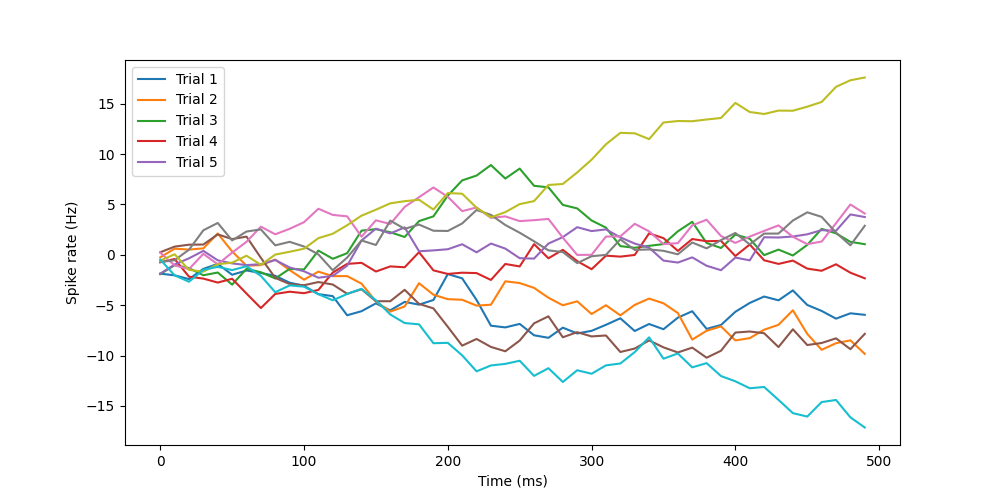 Trial 1
Trial 2
Trial 3
Trial 4
Trial 5
Spike rate (Hz)
15
10
5
0
−5
−10
−15
0 100 200 300 400 500
Time (ms)